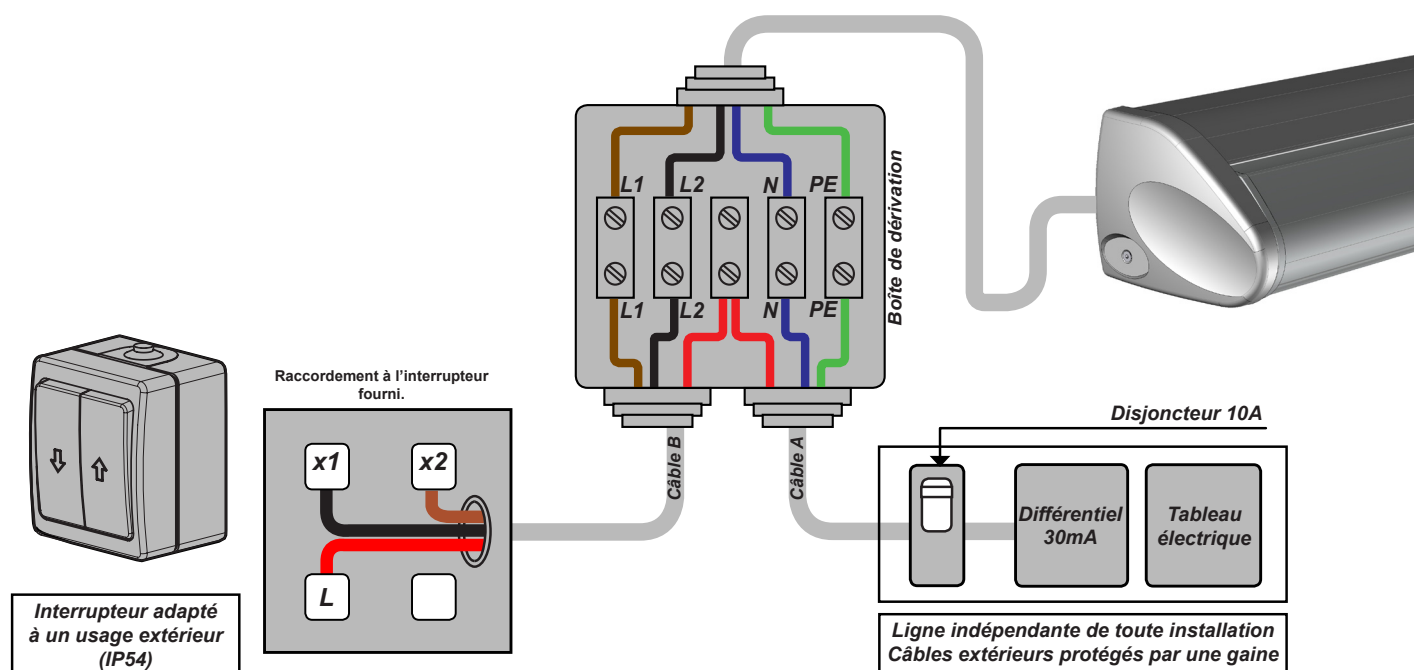 L1 L2 N PE
L1 L2 N PE
Boîte de dérivation
Raccordement à l’interrupteur
fourni.
x1 x2
L
Câble B
Câble A
Disjoncteur 10A
Différentiel
30mA
Tableau
électrique
Interrupteur adapté
à un usage extérieur
(IP54)
Ligne indépendante de toute installation
Câbles extérieurs protégés par une gaine